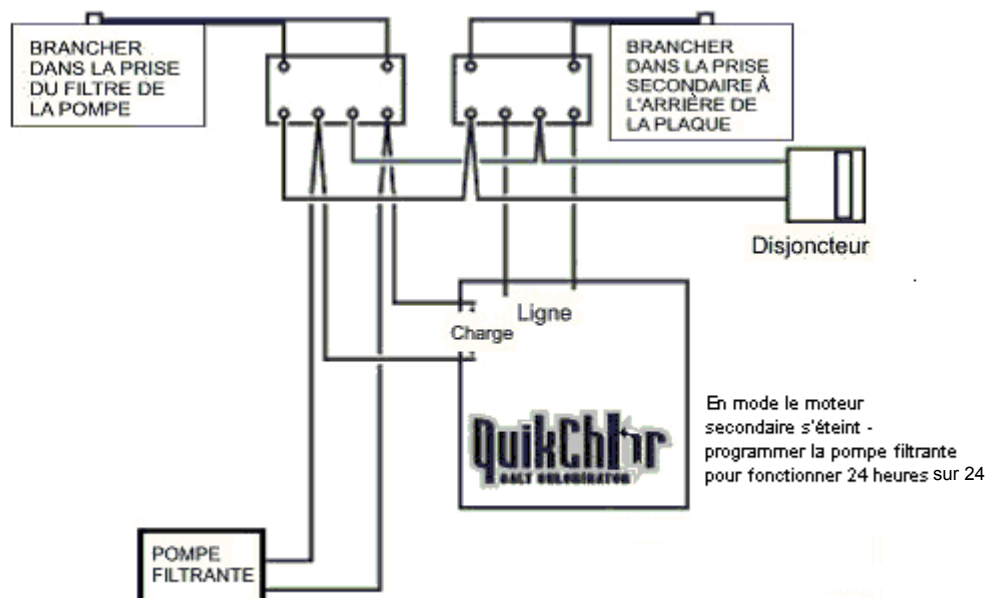 BRANCHER
DANS LA PRISE
DU FILTRE DE
LA POMPE
BRANCHER
DANS LA PRISE
SECONDAIRE À
L'ARRIÈRE DE
LA PLAQUE
Disjoncteur
Ligne
Charge
QuikChlor
SALT CHLORINATOR
En mode le moteur
secondaire s'éteint -
programmer la pompe filtrante
pour fonctionner 24 heures sur 24
POMPE
FILTRANTE